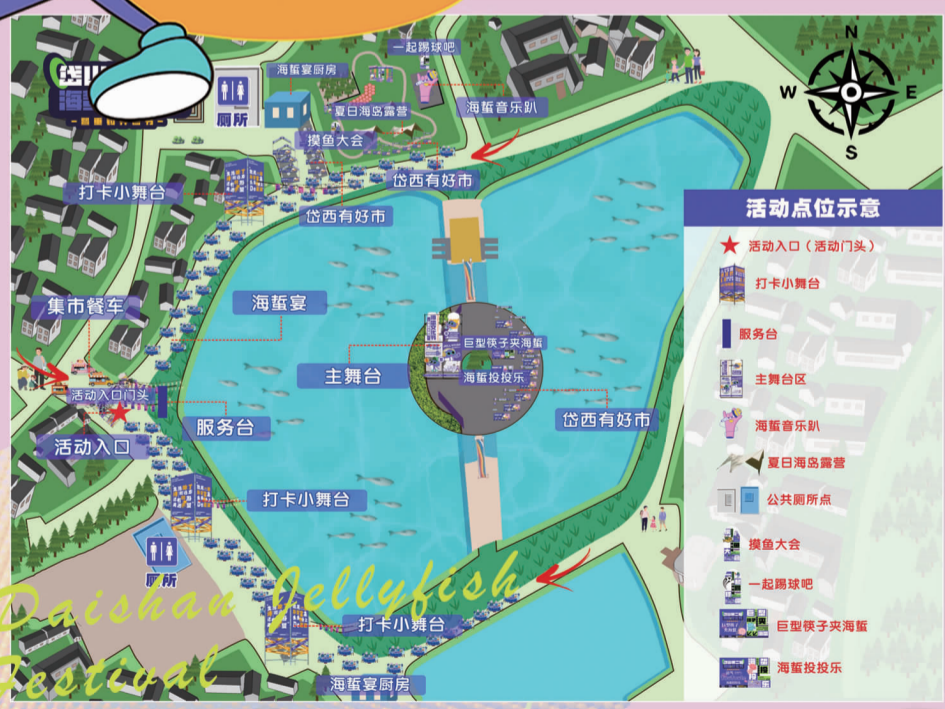 一起踢球吧
海蜇宴厨房
夏日海岛露营
海蜇音乐趴
厕所
摸鱼大会
岱西有好市
打卡小舞台
岱西有好市
集市餐车
海蜇宴
巨型筷子夹海蜇
主舞台
海蜇投投乐
活动入口门头
岱西有好市
服务台
活动入口
打卡小舞台
厕所
打卡小舞台
海蜇宴厨房
Daishan Jellyfish
Festival
N
W
E
S
活动点位示意
活动入口（活动门头）
打卡小舞台
服务台
主舞台区
海蜇音乐趴
夏日海岛露营
公共厕所点
摸鱼大会
一起踢球吧
巨型筷子夹海蜇
海蜇投投乐